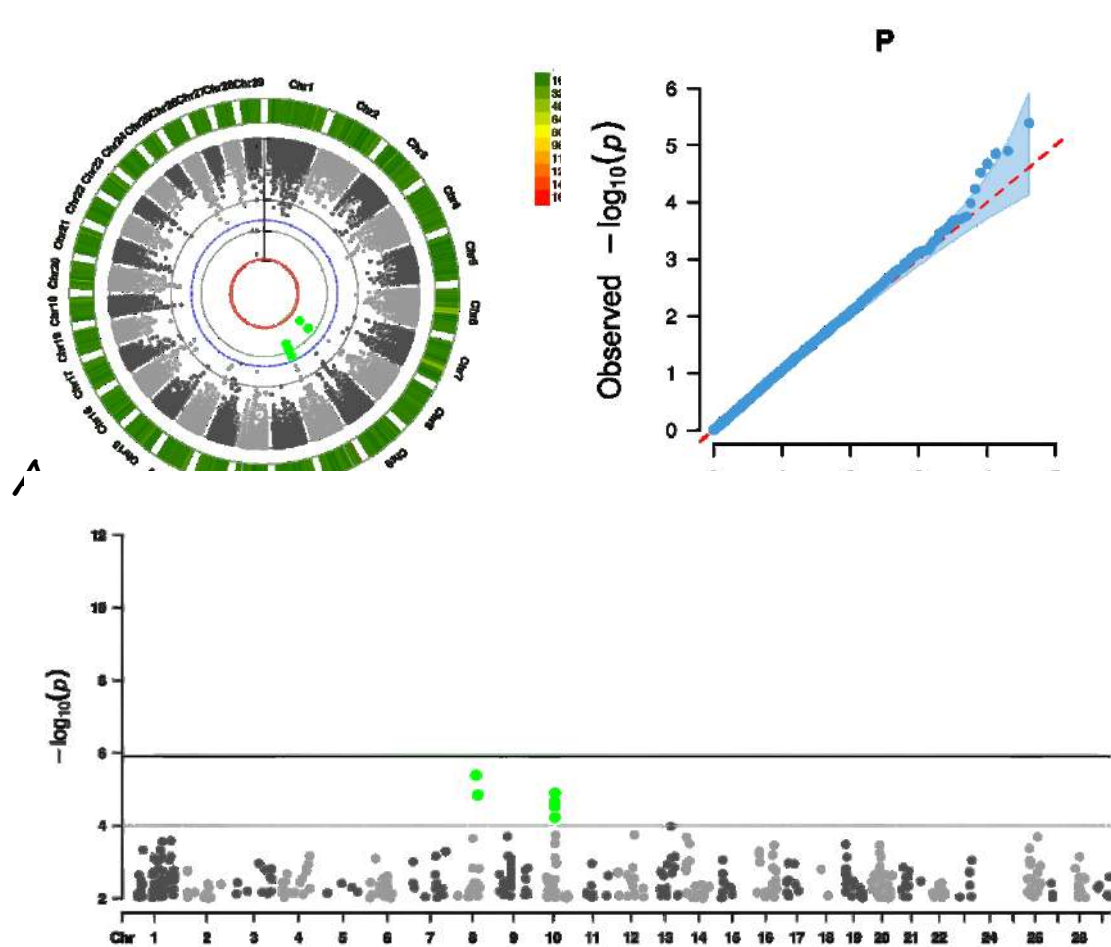 P
Chr1
Chr2
Chr3
Chr4
Chr5
Chr6
Chr7
Chr8
Chr9
Chr15
Chr16
Chr17
Chr18
Chr19
Chr20
Chr21
Chr22
Chr23
Chr24
Chr25
Chr26
Chr27
Chr28
Chr29
Observed −log10(p)
6
5
4
3
2
1
0
−log10(p)
12
10
8
6
4
2
Chr 1 2 3 4 5 6 7 8 9 10 11 12 13 14 15 16 17 18 19 20 21 22 23 24 26 28